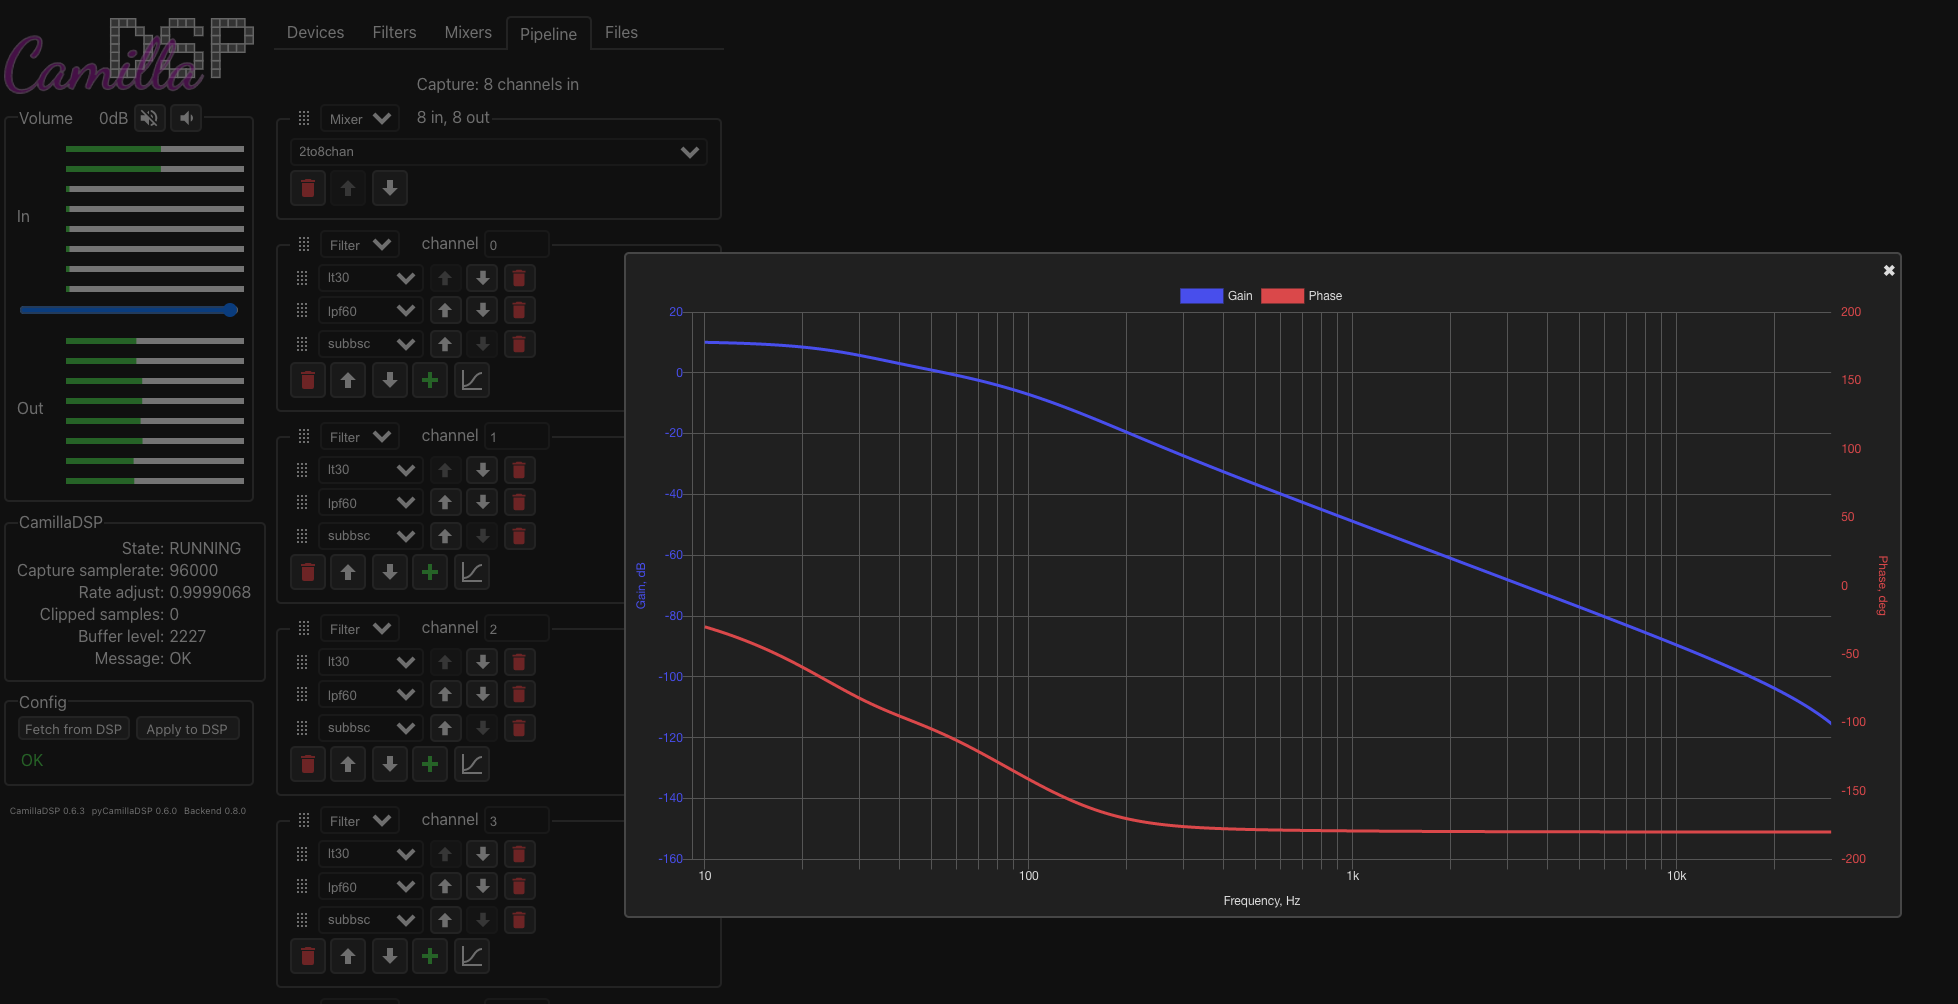 Camilla DSP
Devices Filters Mixers Pipeline Files
Capture: 8 channels in
Volume 0dB
In
Out
Mixer 8 in, 8 out
2to8chan
Filter channel 0
lt30
lpf60
subbsc
Filter channel 1
lt30
lpf60
subbsc
Filter channel 2
lt30
lpf60
subbsc
Filter channel 3
lt30
lpf60
subbsc
CamillaDSP
State: RUNNING
Capture samplerate: 96000
Rate adjust: 0.9999068
Clipped samples: 0
Buffer level: 2227
Message: OK
Config
Fetch from DSP Apply to DSP
OK
CamillaDSP 0.6.3 pyCamillaDSP 0.6.0 Backend 0.8.0
✖
Gain Phase
20
0
-20
-40
-60
-80
-100
-120
-140
-160
Gain, dB
200
150
100
50
0
-50
-100
-150
-200
Phase, deg
10 100 1k 10k
Frequency, Hz